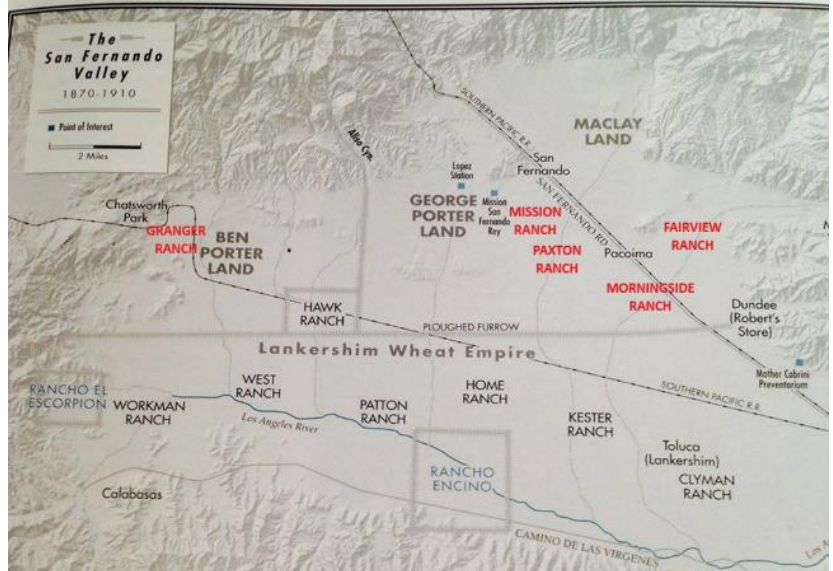 The
San Fernando
Valley
1870-1910
Point of Interest
2 Miles
SOUTHERN PACIFIC R.R.
MACLAY
LAND
Aliso Cyn.
San
Fernando
Lopez
Station
Chatsworth
Park
GEORGE
PORTER
LAND
Mission
San
Fernando
Rey
MISSION
RANCH
SAN FERNANDO RD
GRANGER
RANCH
BEN
PORTER
LAND
FAIRVIEW
RANCH
PAXTON
RANCH
Pacoima
MORNINGSIDE
RANCH
HAWK
RANCH
Dundee
(Robert's
Store)
PLOUGHED FURROW
Lankershim Wheat Empire
Mother Cabrini
Preventorium
RANCHO EL
ESCORPION
WEST
RANCH
HOME
RANCH
SOUTHERN PACIFIC R.R.
WORKMAN
RANCH
PATTON
RANCH
KESTER
RANCH
Los Angeles River
Toluca
(Lankershim)
RANCHO
ENCINO
CLYMAN
RANCH
Calabasas
CAMINO DE LAS VIRGENES
Los